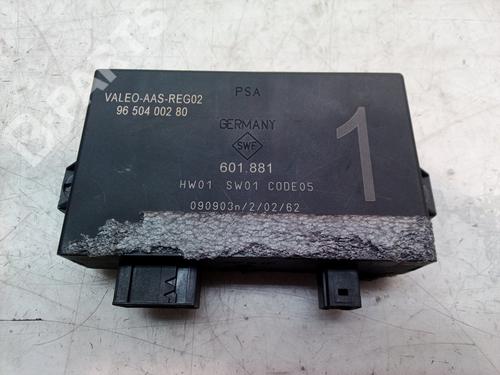 VALEO-AAS-REG02
96 504 002 80
PSA
GERMANY
SWF
601.881
HW01 SW01 CODE05
090903n/2/02/62
1
B-PARTS